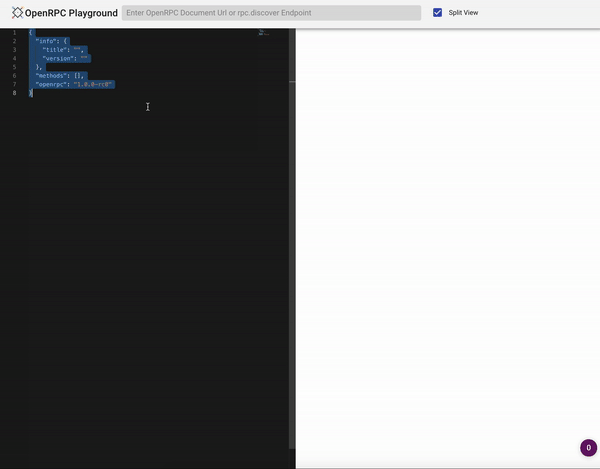 OpenRPC Playground
Enter OpenRPC Document Url or rpc.discover Endpoint
Split View
1 {
2 "info": {
3 "title": "",
4 "version": ""
5 },
6 "methods": [],
7 "openrpc": "1.0.0-rc0"
8 }
0